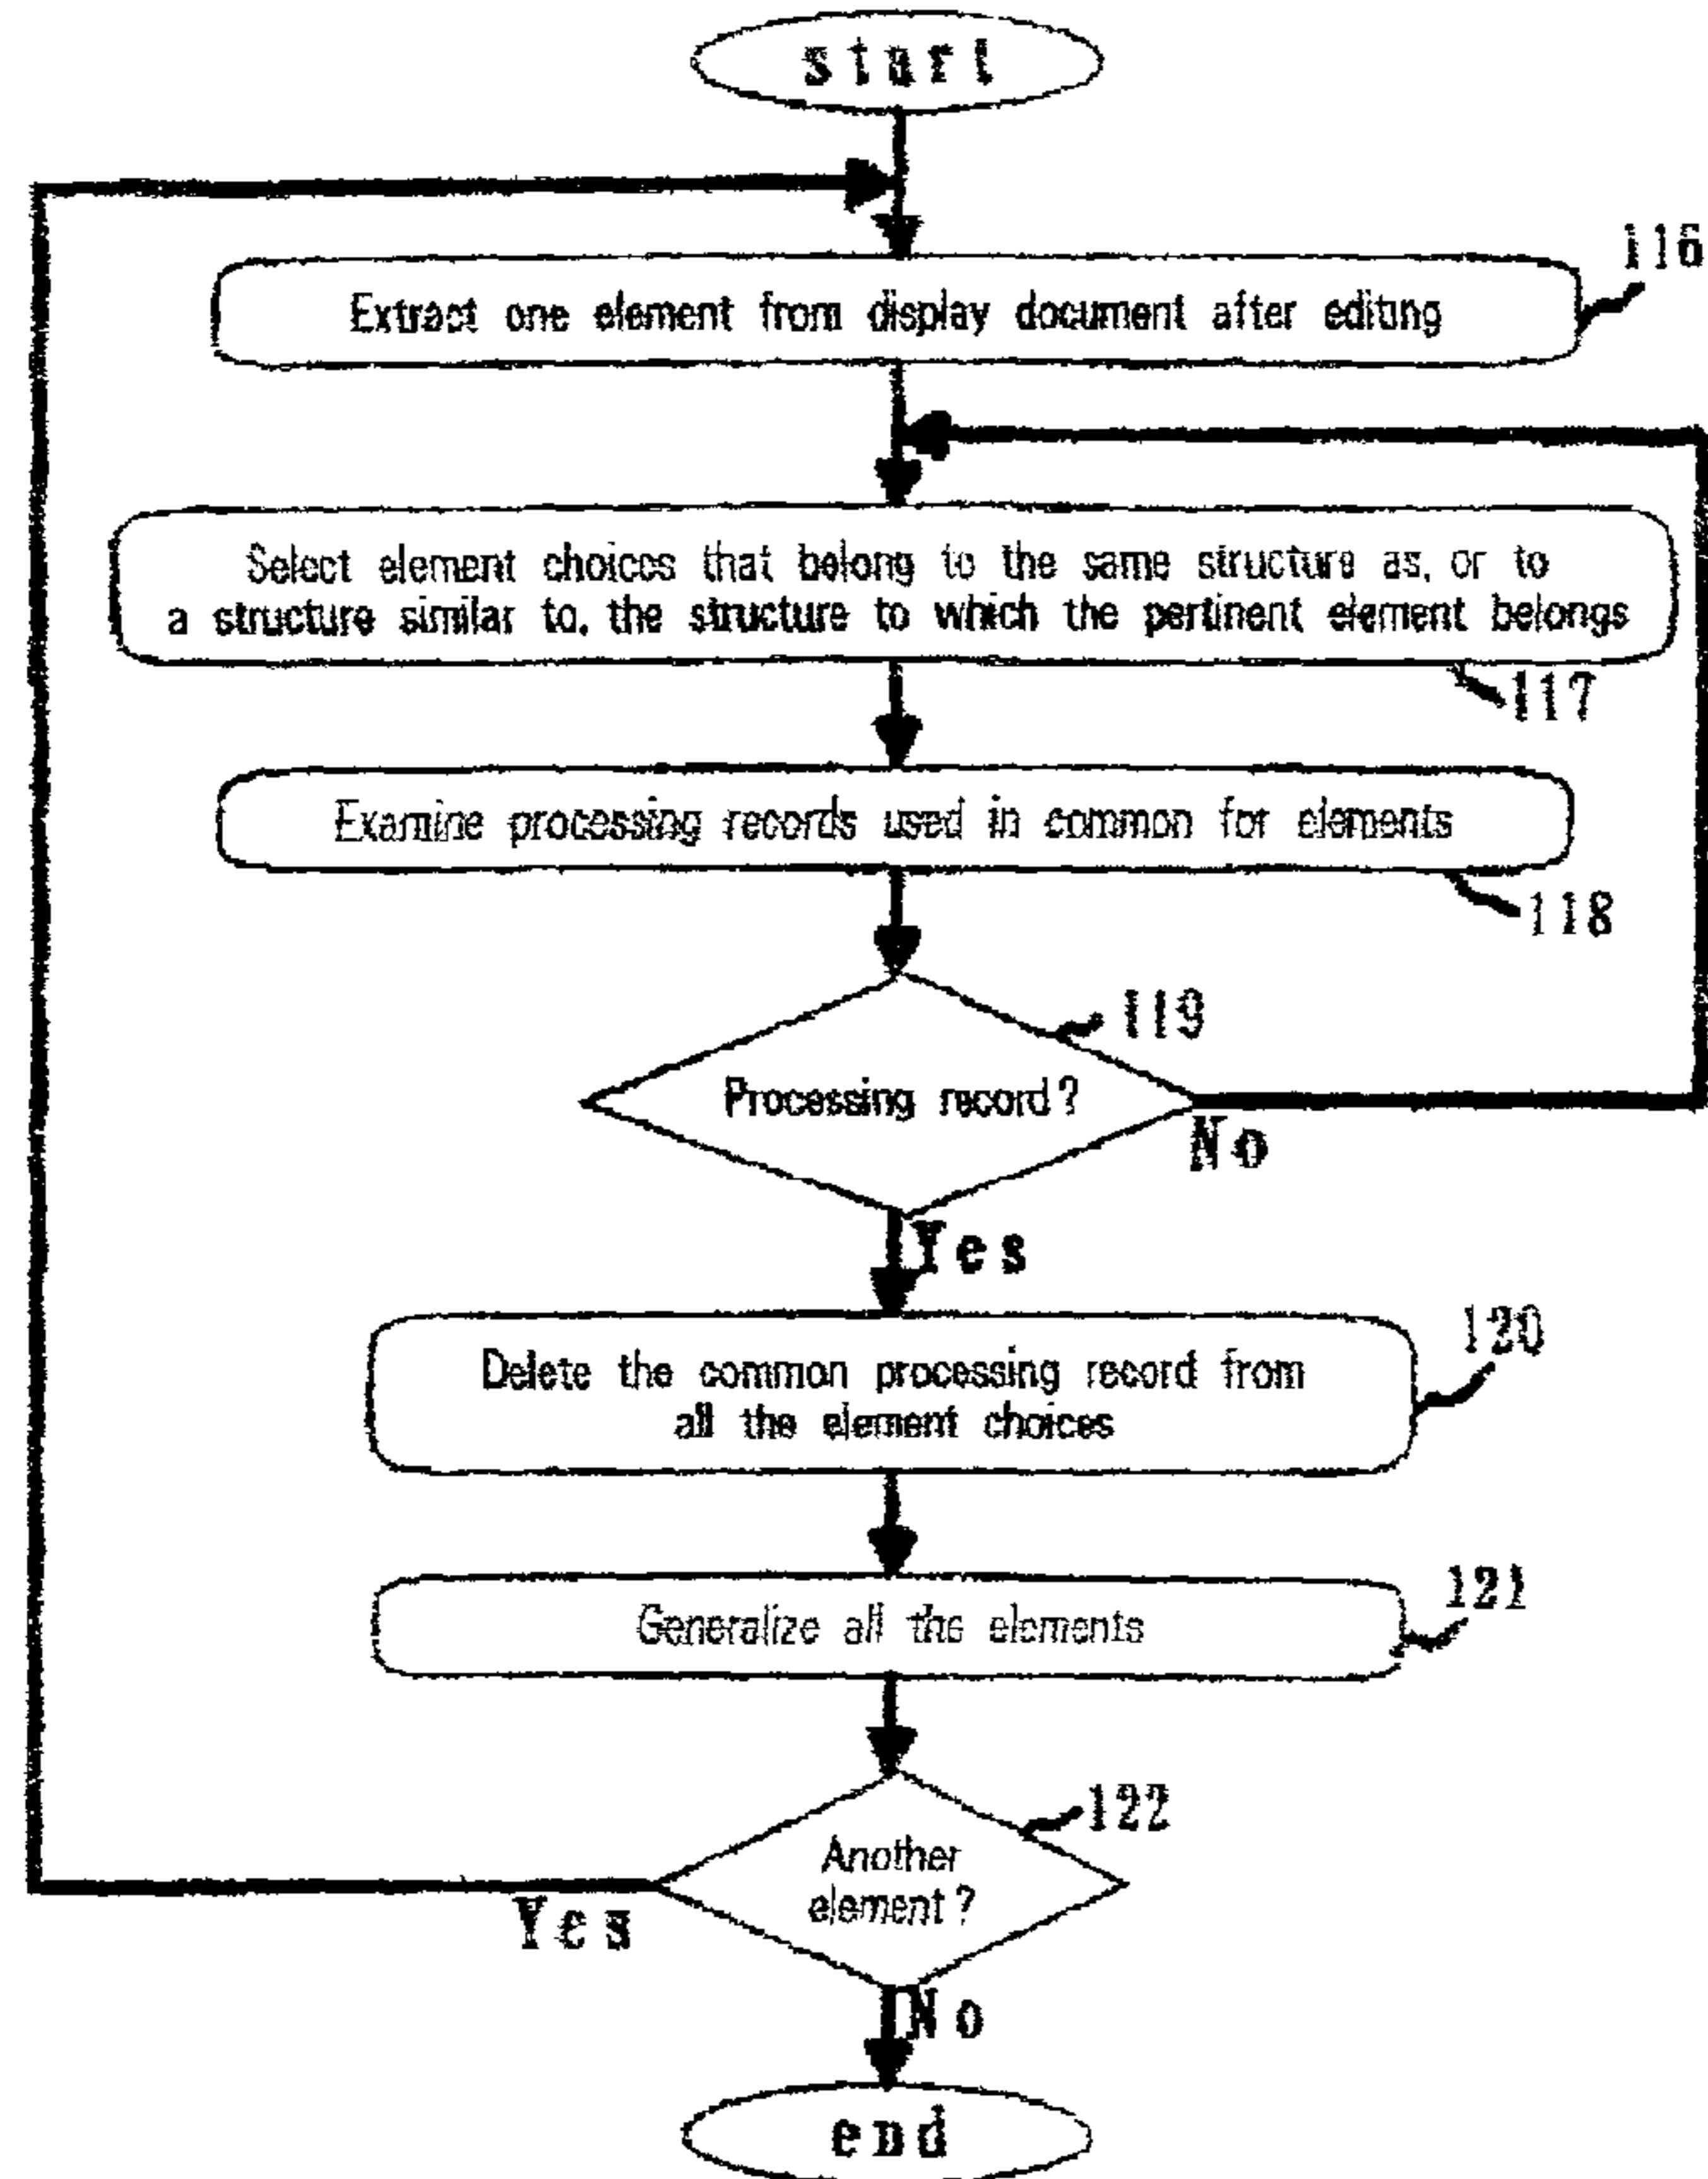 start
116
Extract one element from display document after editing
Select element choices that belong to the same structure as, or to
a structure similar to, the structure to which the pertinent element belongs
117
Examine processing records used in common for elements
118
119
Processing record?
No
Yes
120
Delete the common processing record from
all the element choices
121
Generalize all the elements
122
Another
element?
Yes
No
end